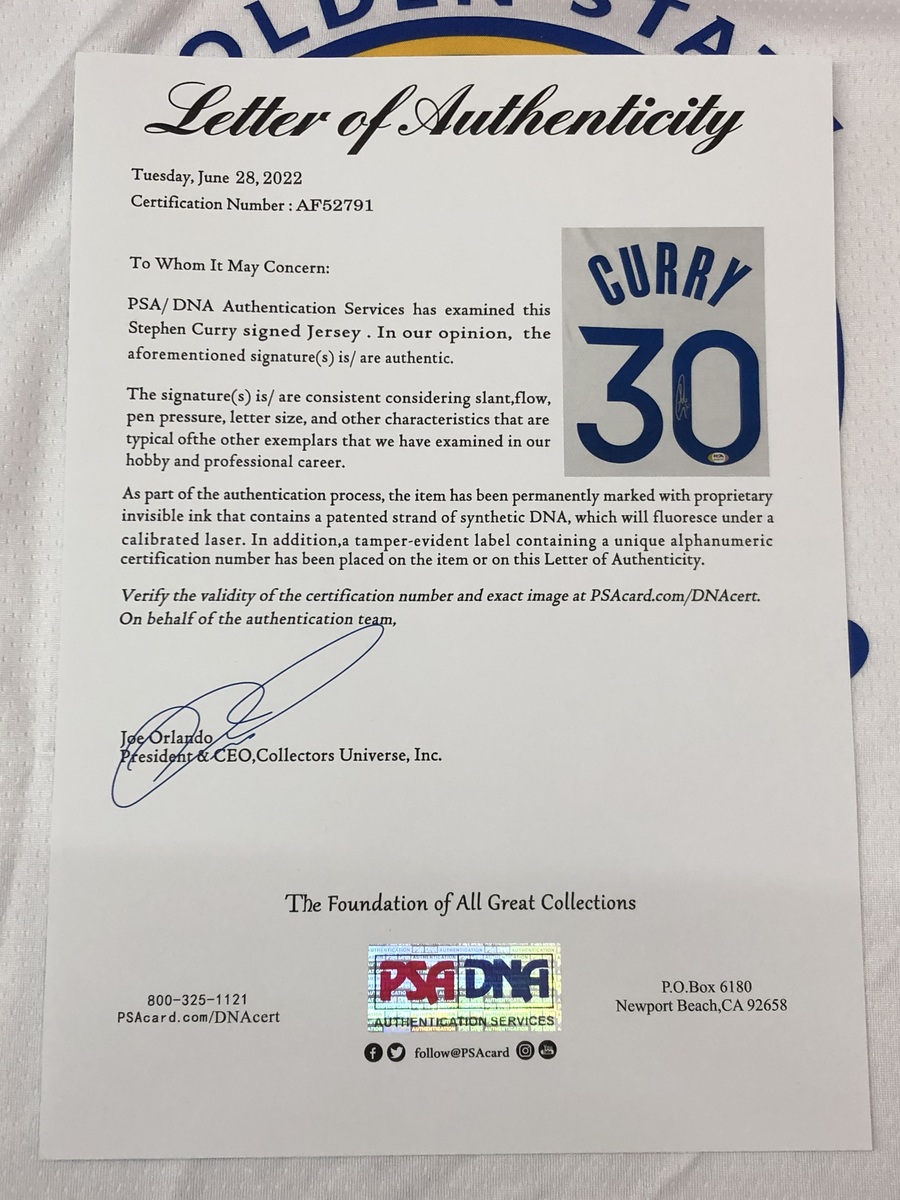 OLDEN STA
Letter of Authenticity
Tuesday, June 28, 2022
Certification Number : AF52791
To Whom It May Concern:
PSA/ DNA Authentication Services has examined this
Stephen Curry signed Jersey . In our opinion, the
aforementioned signature(s) is/ are authentic.
CURRY
30
The signature(s) is/ are consistent considering slant,flow,
pen pressure, letter size, and other characteristics that are
typical ofthe other exemplars that we have examined in our
hobby and professional career.
As part of the authentication process, the item has been permanently marked with proprietary
invisible ink that contains a patented strand of synthetic DNA, which will fluoresce under a
calibrated laser. In addition,a tamper-evident label containing a unique alphanumeric
certification number has been placed on the item or on this Letter of Authenticity.
Verify the validity of the certification number and exact image at PSAcard.com/DNAcert.
On behalf of the authentication team,
Joe Orlando
President & CEO,Collectors Universe, Inc.
The Foundation of All Great Collections
800-325-1121
PSAcard.com/DNAcert
PSA DNA
AUTHENTICATION SERVICES
follow@PSAcard
P.O.Box 6180
Newport Beach,CA 92658